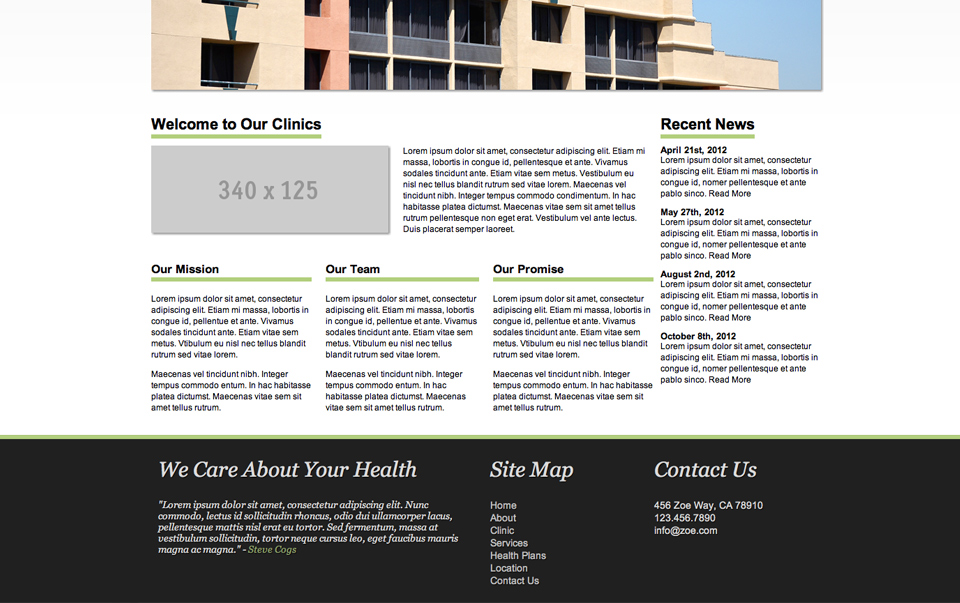 Welcome to Our Clinics
340 x 125
Lorem ipsum dolor sit amet, consectetur adipiscing elit. Etiam mi
massa, lobortis in congue id, pellentesque et ante. Vivamus
sodales tincidunt ante. Etiam vitae sem metus. Vestibulum eu
nisl nec tellus blandit rutrum sed vitae lorem. Maecenas vel
tincidunt nibh. Integer tempus commodo condimentum. In hac
habitasse platea dictumst. Maecenas vitae sem sit amet tellus
rutrum. pellentesque non eget erat. Vestibulum vel ante lectus.
Duis placerat semper laoreet.
Our Mission
Lorem ipsum dolor sit amet, consectetur
adipiscing elit. Etiam mi massa, lobortis
in congue id, pellentue et ante. Vivamus
sodales tincidunt ante. Etiam vitae sem
metus. Vtibulum eu nisl nec tellus blandit
rutrum sed vitae lorem.
Maecenas vel tincidunt nibh. Integer
tempus commodo entum. In hac habitasse
platea dictumst. Maecenas vitae sem sit
amet tellus rutrum.
Our Team
Lorem ipsum dolor sit amet, consectetur
adipiscing elit. Etiam mi massa, lobortis
in congue id, pellentue et ante. Vivamus
sodales tincidunt ante. Etiam vitae sem
metus. Vtibulum eu nisl nec tellus
blandit rutrum sed vitae lorem.
Maecenas vel tincidunt nibh. Integer
tempus commodo entum. In hac
habitasse platea dictumst. Maecenas
vitae sem sit amet tellus rutrum.
Our Promise
Lorem ipsum dolor sit amet, consectetur
adipiscing elit. Etiam mi massa, lobortis
in congue id, pellentue et ante. Vivamus
sodales tincidunt ante. Etiam vitae sem
metus. Vtibulum eu nisl nec tellus blandit
rutrum sed vitae lorem.
Maecenas vel tincidunt nibh. Integer
tempus commodo entum. In hac habitasse
platea dictumst. Maecenas vitae sem sit
amet tellus rutrum.
Recent News
April 21st, 2012
Lorem ipsum dolor sit amet, consectetur
adipiscing elit. Etiam mi massa, lobortis in
congue id, nomer pellentesque et ante
pablo sinco. Read More
May 27th, 2012
Lorem ipsum dolor sit amet, consectetur
adipiscing elit. Etiam mi massa, lobortis in
congue id, nomer pellentesque et ante
pablo sinco. Read More
August 2nd, 2012
Lorem ipsum dolor sit amet, consectetur
adipiscing elit. Etiam mi massa, lobortis in
congue id, nomer pellentesque et ante
pablo sinco. Read More
October 8th, 2012
Lorem ipsum dolor sit amet, consectetur
adipiscing elit. Etiam mi massa, lobortis in
congue id, nomer pellentesque et ante
pablo sinco. Read More
We Care About Your Health
"Lorem ipsum dolor sit amet, consectetur adipiscing elit. Nunc
commodo, lectus id sollicitudin rhoncus, odio dui ullamcorper lacus,
pellentesque mattis nisl erat eu tortor. Sed fermentum, massa at
vestibulum sollicitudin, tortor neque cursus leo, eget faucibus mauris
magna ac magna." - Steve Cogs
Site Map
Home
About
Clinic
Services
Health Plans
Location
Contact Us
Contact Us
456 Zoe Way, CA 78910
123.456.7890
info@zoe.com